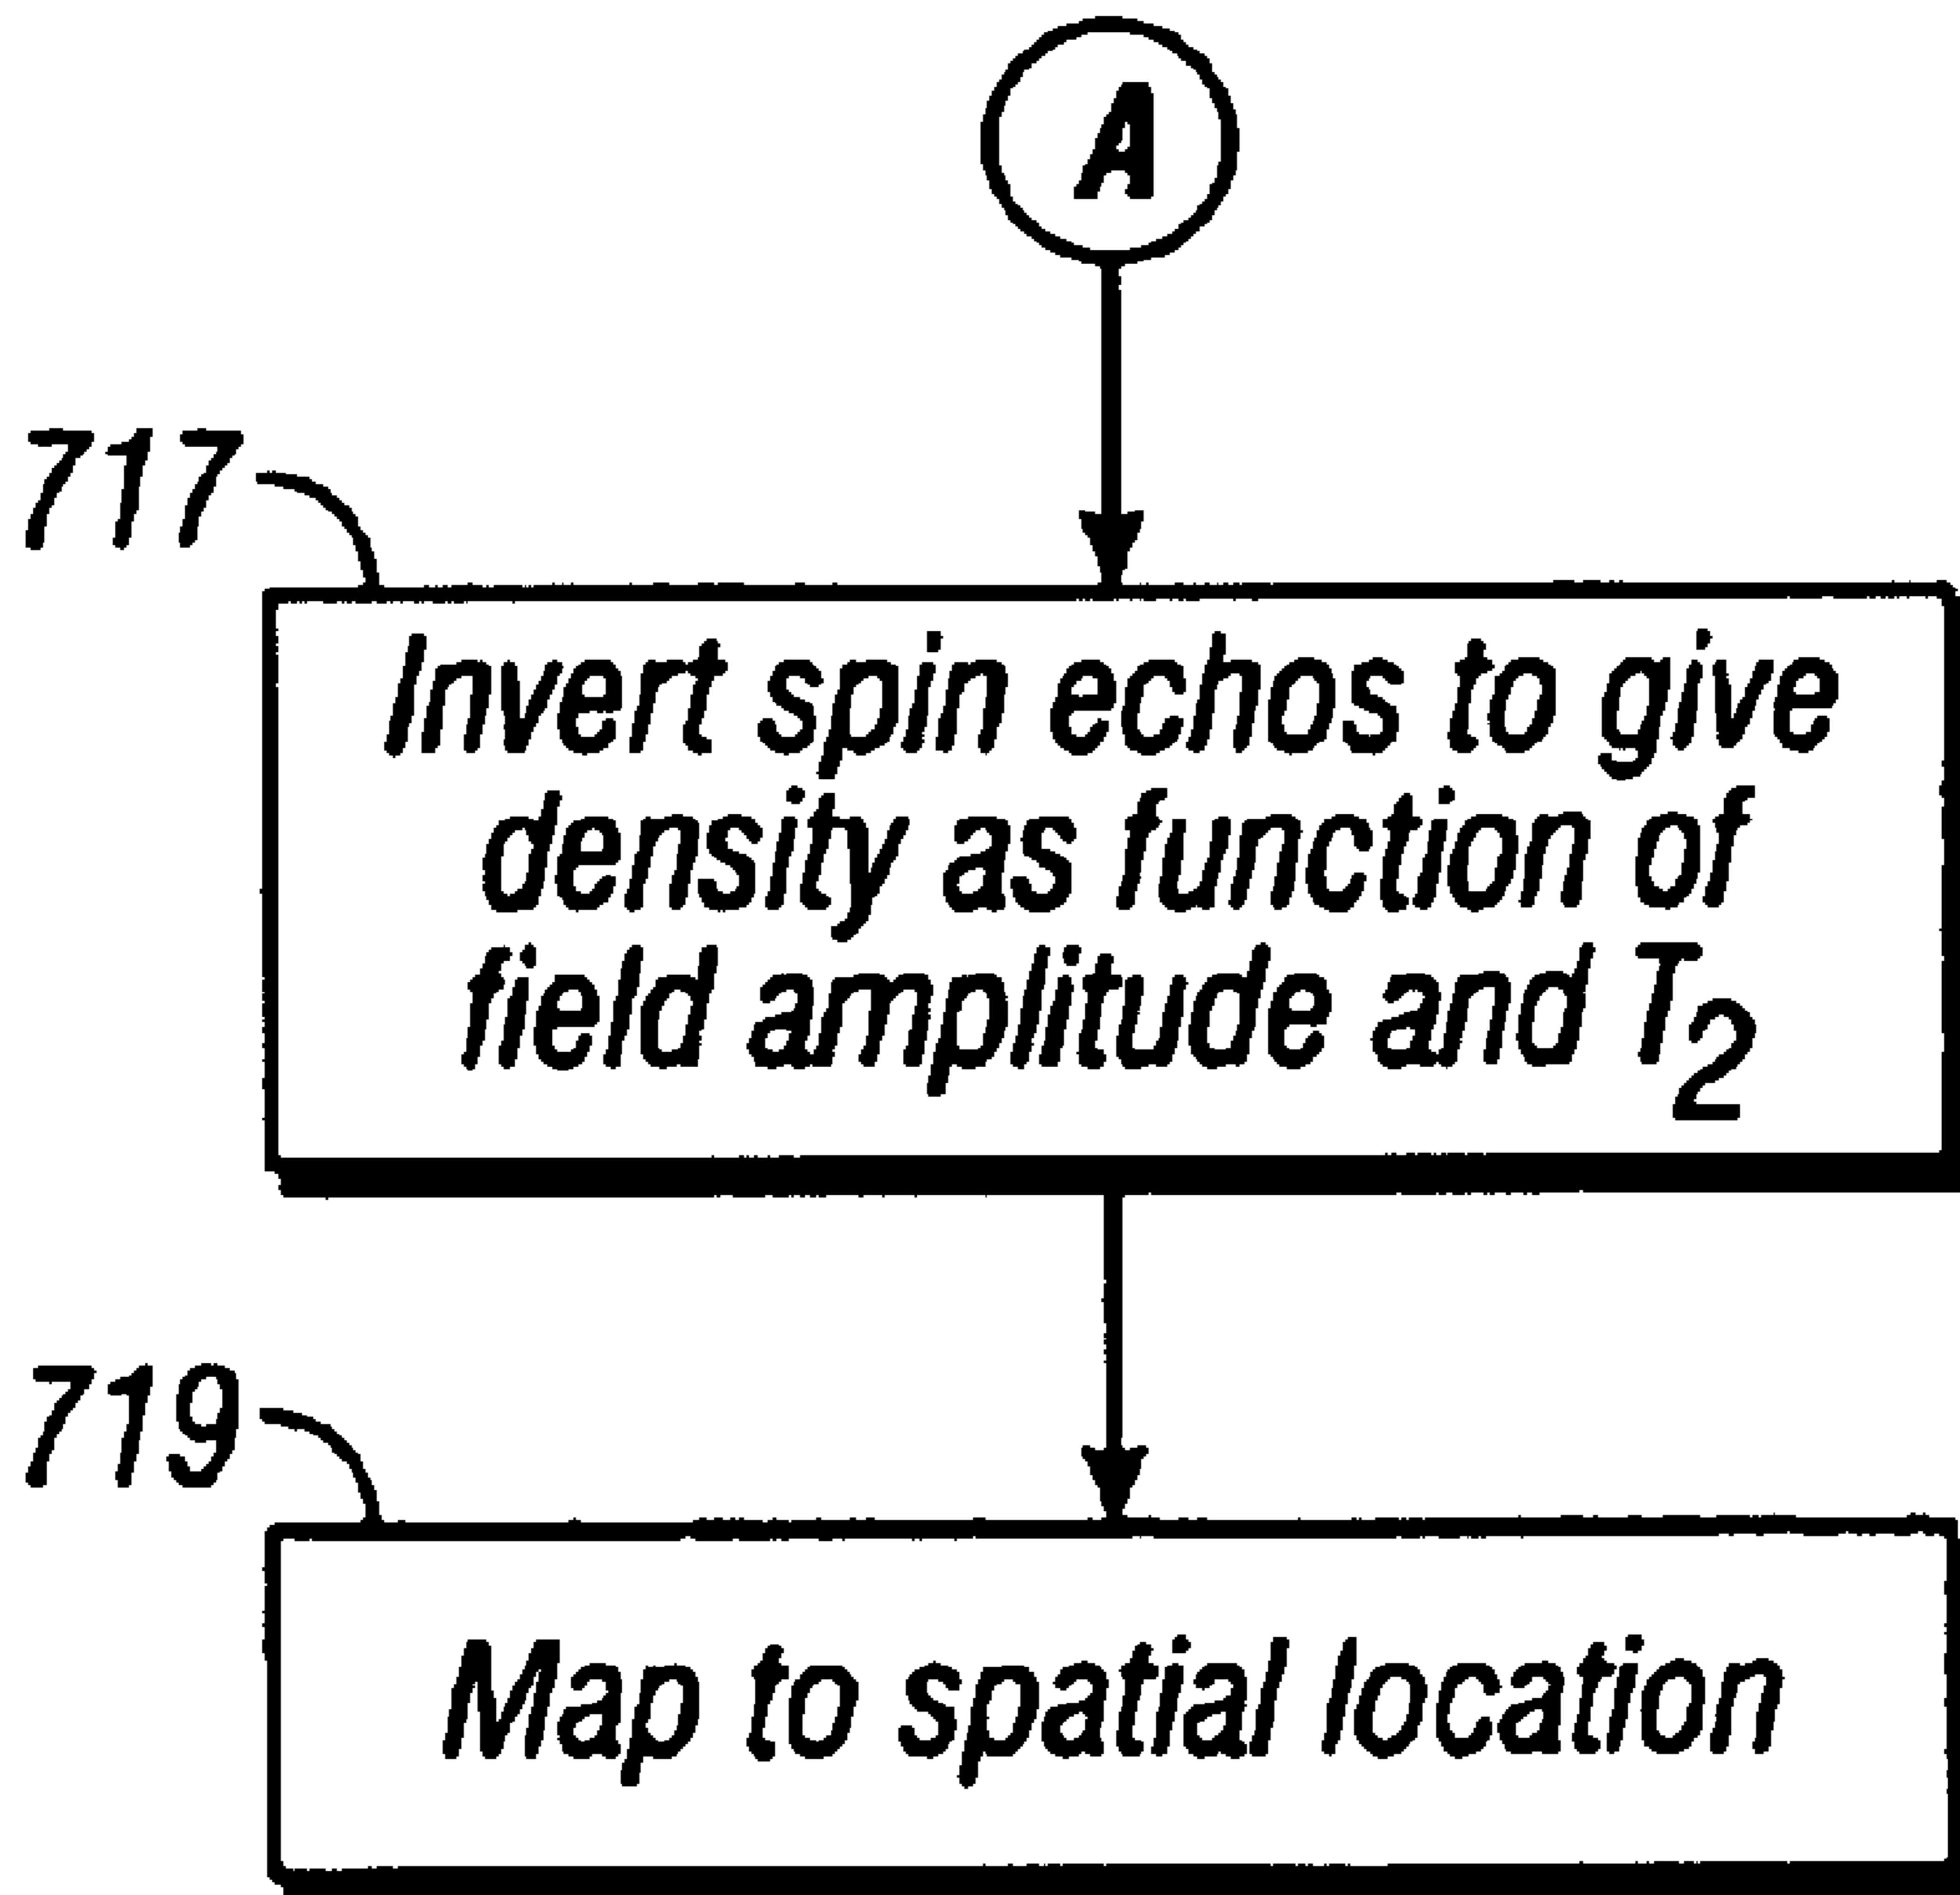 A
717
Invert spin echos to give
density as function of
field amplitude and T₂
719
Map to spatial location